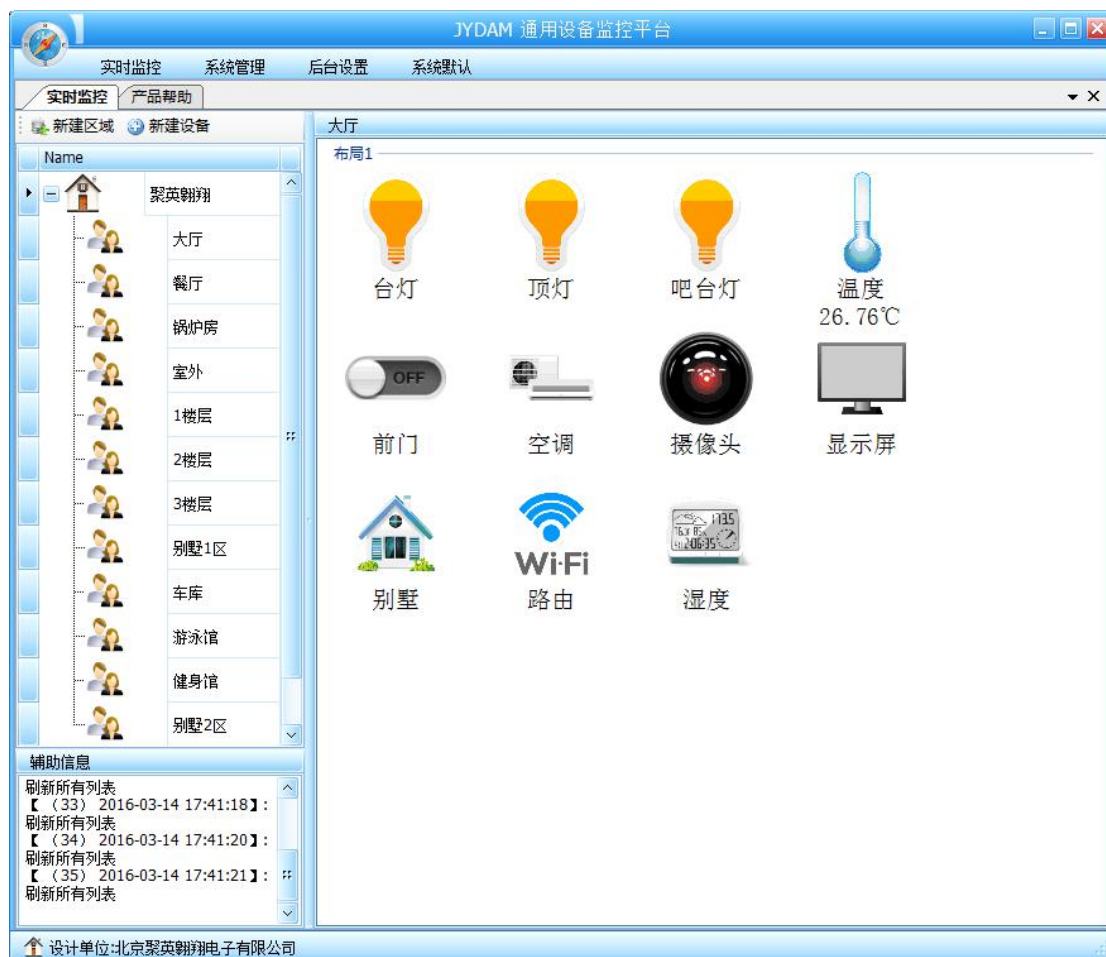 JYDAM 通用设备监控平台
实时监控 系统管理 后台设置 系统默认
实时监控 产品帮助
新建区域 新建设备
Name
聚英翱翔
大厅
餐厅
锅炉房
室外
1楼层
2楼层
3楼层
别墅1区
车库
游泳馆
健身馆
别墅2区
辅助信息
刷新所有列表
【 （33） 2016-03-14 17:41:18】:
刷新所有列表
【 （34） 2016-03-14 17:41:20】:
刷新所有列表
【 （35） 2016-03-14 17:41:21】:
刷新所有列表
大厅
布局1
台灯 顶灯 吧台灯 温度
26.76℃
OFF
前门 空调 摄像头 显示屏
Wi-Fi
别墅 路由 湿度
设计单位:北京聚英翱翔电子有限公司